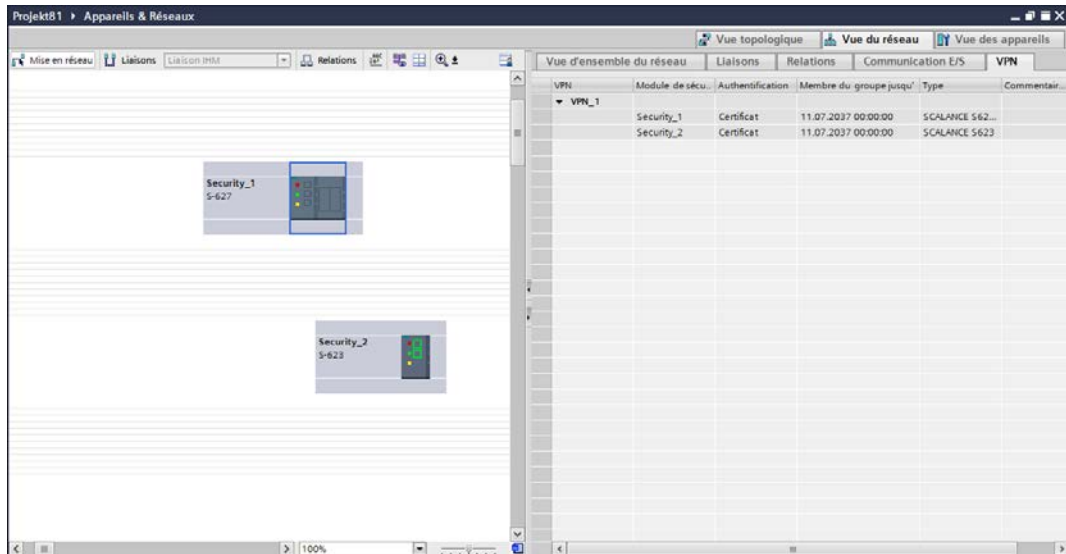 Projekt81 ▸ Appareils & Réseaux
Vue topologique Vue du réseau Vue des appareils
Mise en réseau Liaisons Liaison IHM Relations
Vue d'ensemble du réseau Liaisons Relations Communication E/S VPN
VPN Module de sécu... Authentification Membre du groupe jusqu' Type Commentair...
VPN_1
Security_1 Certificat 11.07.2037 00:00:00 SCALANCE S62...
Security_2 Certificat 11.07.2037 00:00:00 SCALANCE S623
Security_1
S-627
Security_2
S-623
100%